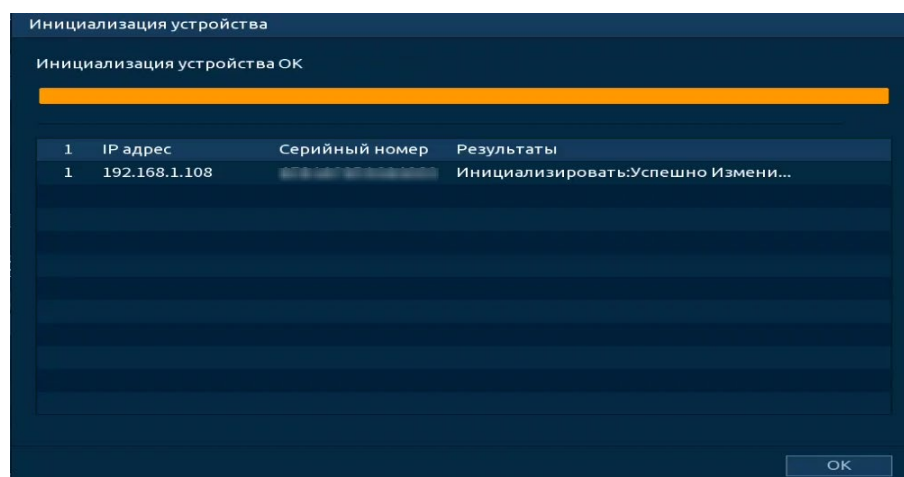 Инициализация устройства
Инициализация устройства OK
1 IP адрес Серийный номер Результаты
1 192.168.1.108 Инициализировать:Успешно Измени...
OK